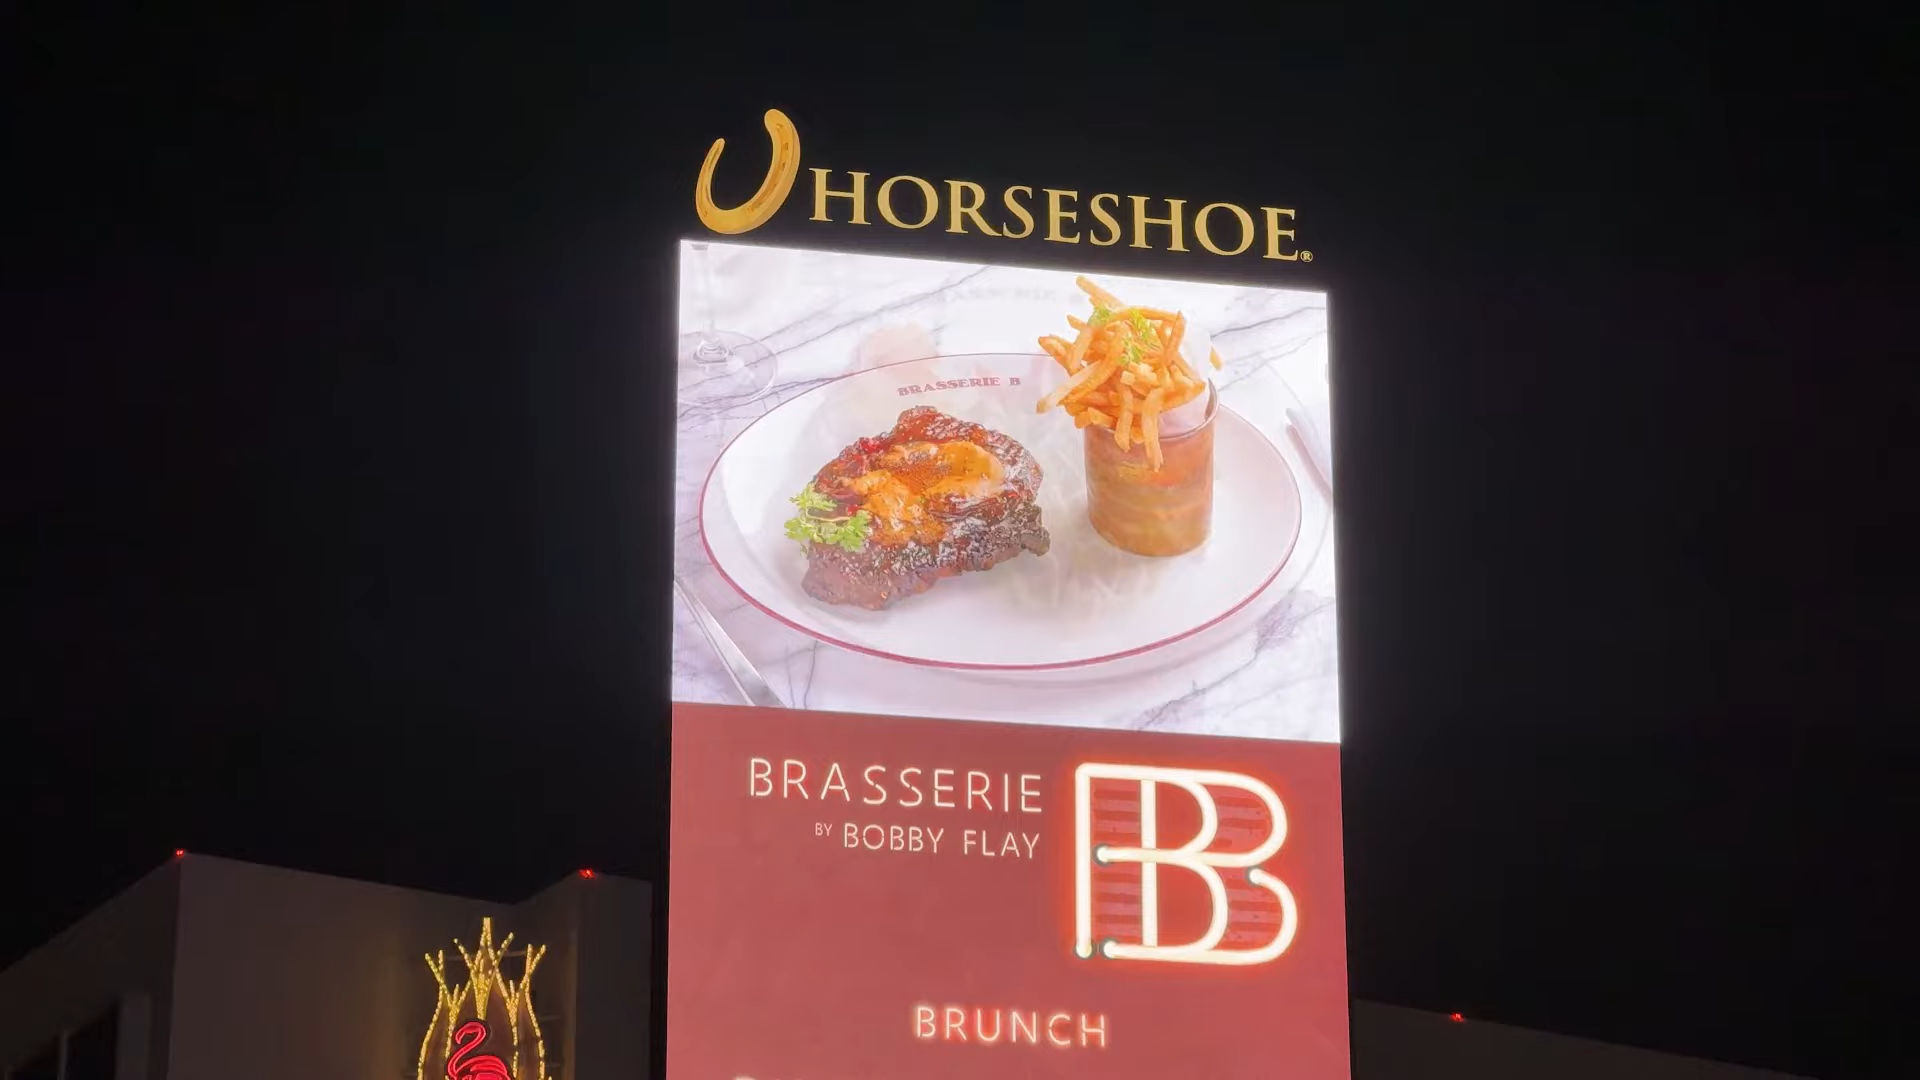 HORSESHOE®
BRASSERIE B
BRASSERIE
BY BOBBY FLAY
BB
BRUNCH